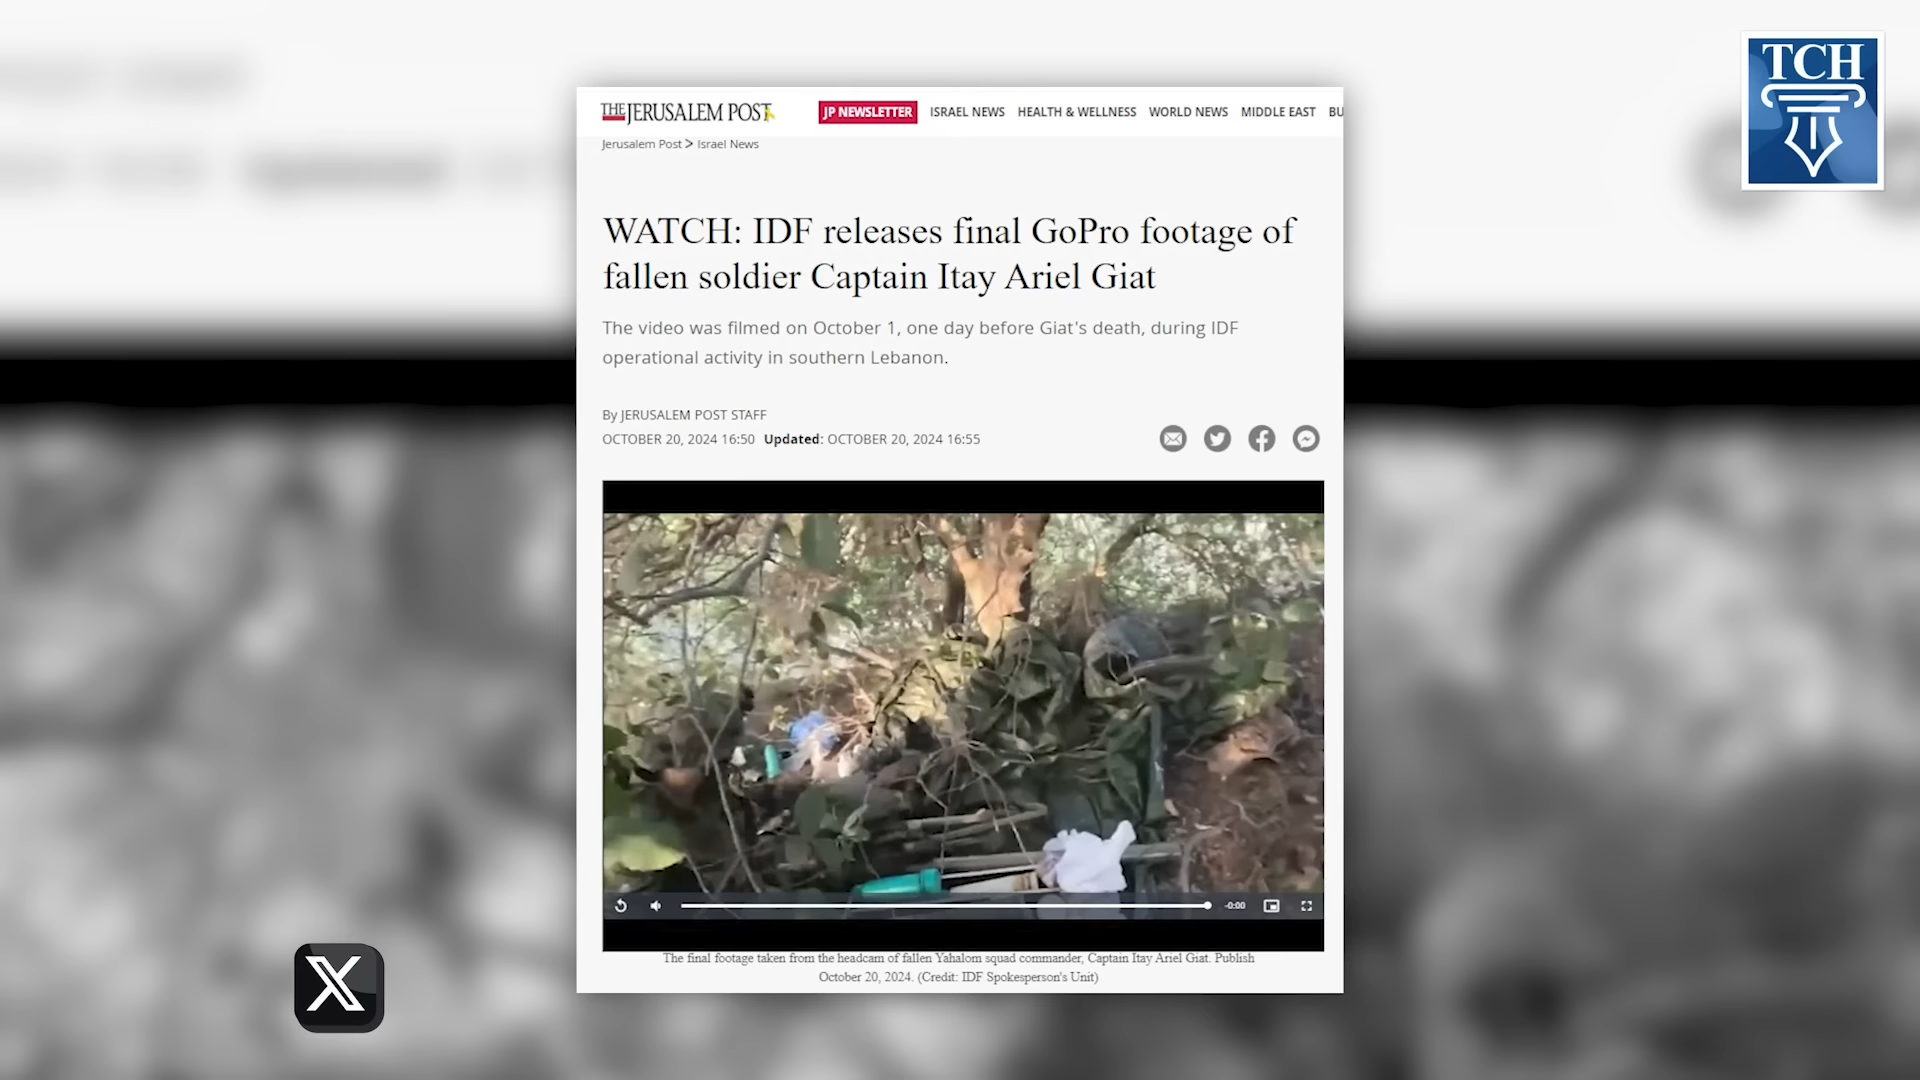 TCH
THE JERUSALEM POST
JP NEWSLETTER ISRAEL NEWS HEALTH & WELLNESS WORLD NEWS MIDDLE EAST BU
Jerusalem Post > Israel News
WATCH: IDF releases final GoPro footage of
fallen soldier Captain Itay Ariel Giat
The video was filmed on October 1, one day before Giat's death, during IDF
operational activity in southern Lebanon.
By JERUSALEM POST STAFF
OCTOBER 20, 2024 16:50 Updated: OCTOBER 20, 2024 16:55
-0:00
The final footage taken from the headcam of fallen Yahalom squad commander, Captain Itay Ariel Giat. Publish
October 20, 2024. (Credit: IDF Spokesperson's Unit)
X